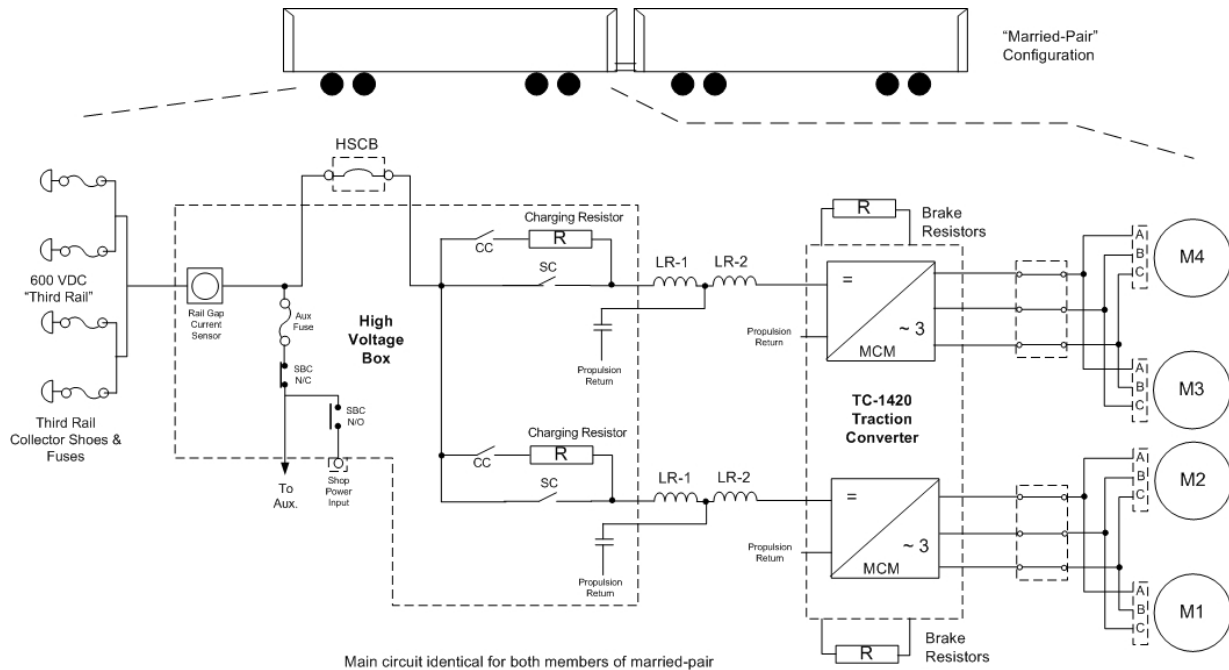 "Married-Pair"
Configuration
HSCB
600 VDC
"Third Rail"
Third Rail
Collector Shoes &
Fuses
Rail Gap
Current
Sensor
Aux
Fuse
SBC
N/C
SBC
N/O
To
Aux.
Shop
Power
Input
High
Voltage
Box
Charging Resistor
CC
R
SC
LR-1
LR-2
Propulsion
Return
Charging Resistor
CC
R
SC
LR-1
LR-2
Propulsion
Return
R
Brake
Resistors
=
~ 3
MCM
Propulsion
Return
TC-1420
Traction
Converter
=
~ 3
MCM
Propulsion
Return
R
Brake
Resistors
A
B
C
M4
A
B
C
M3
A
B
C
M2
A
B
C
M1
Main circuit identical for both members of married-pair